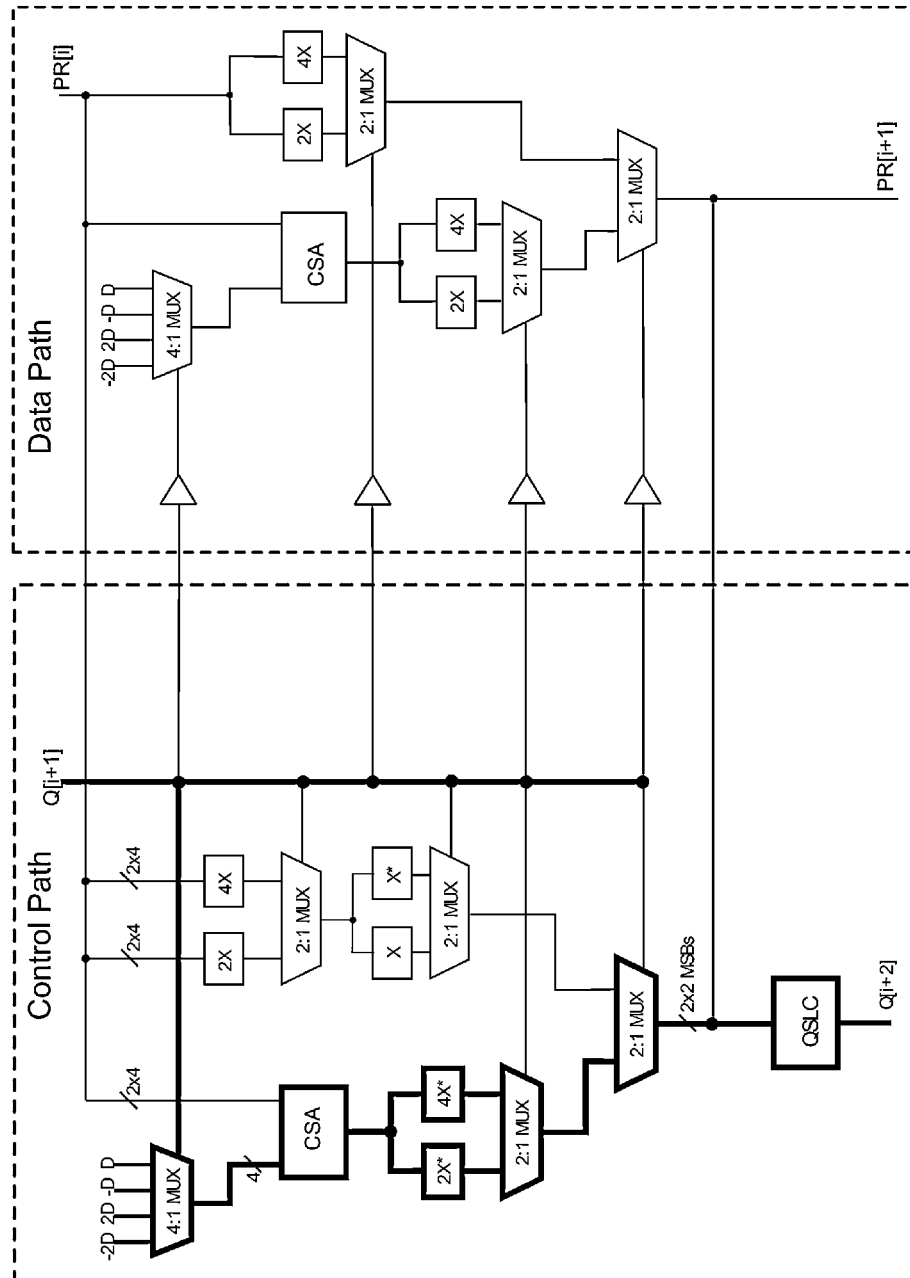 Control Path
Data Path
Q[i+1]
PR[i]
-2D 2D -D D
4:1 MUX
2x4
2x4
2x4
4
CSA
2X
4X
2:1 MUX
X
X*
2:1 MUX
2X*
4X*
2:1 MUX
2:1 MUX
2x2 MSBs
QSLC
Q[i+2]
-2D 2D -D D
4:1 MUX
CSA
2X
4X
2:1 MUX
2X
4X
2:1 MUX
2:1 MUX
PR[i+1]